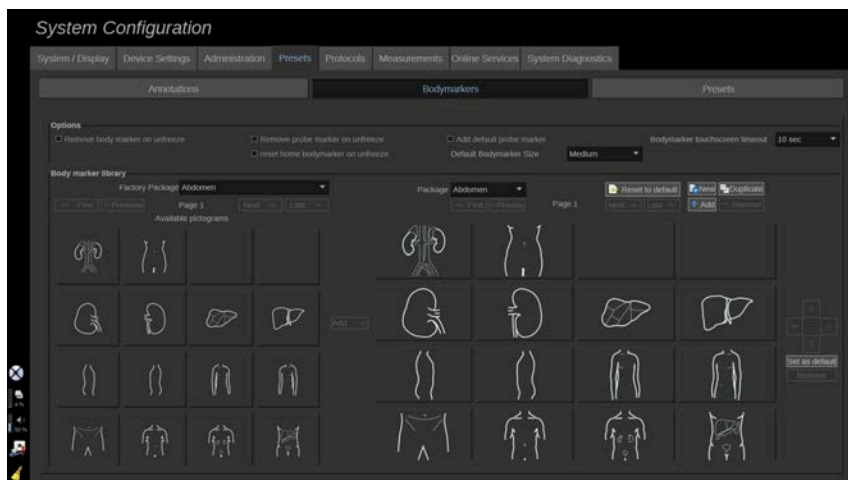 System Configuration
System / Display Device Settings Administration Presets Protocols Measurements Online Services System Diagnostics
Annotations Bodymarkers Presets
Options
Remove body marker on unfreeze Remove probe marker on unfreeze Add default probe marker Bodymarker touchscreen timeout 10 sec
reset home bodymarker on unfreeze Default Bodymarker Size Medium
Body marker library
Factory Package Abdomen Package Abdomen Reset to default New Duplicate
First Previous Page 1 Next Last First Previous Page 1 Next Last Add Remove
Available pictograms
Add
Set as default
Remove
4 %
50 %